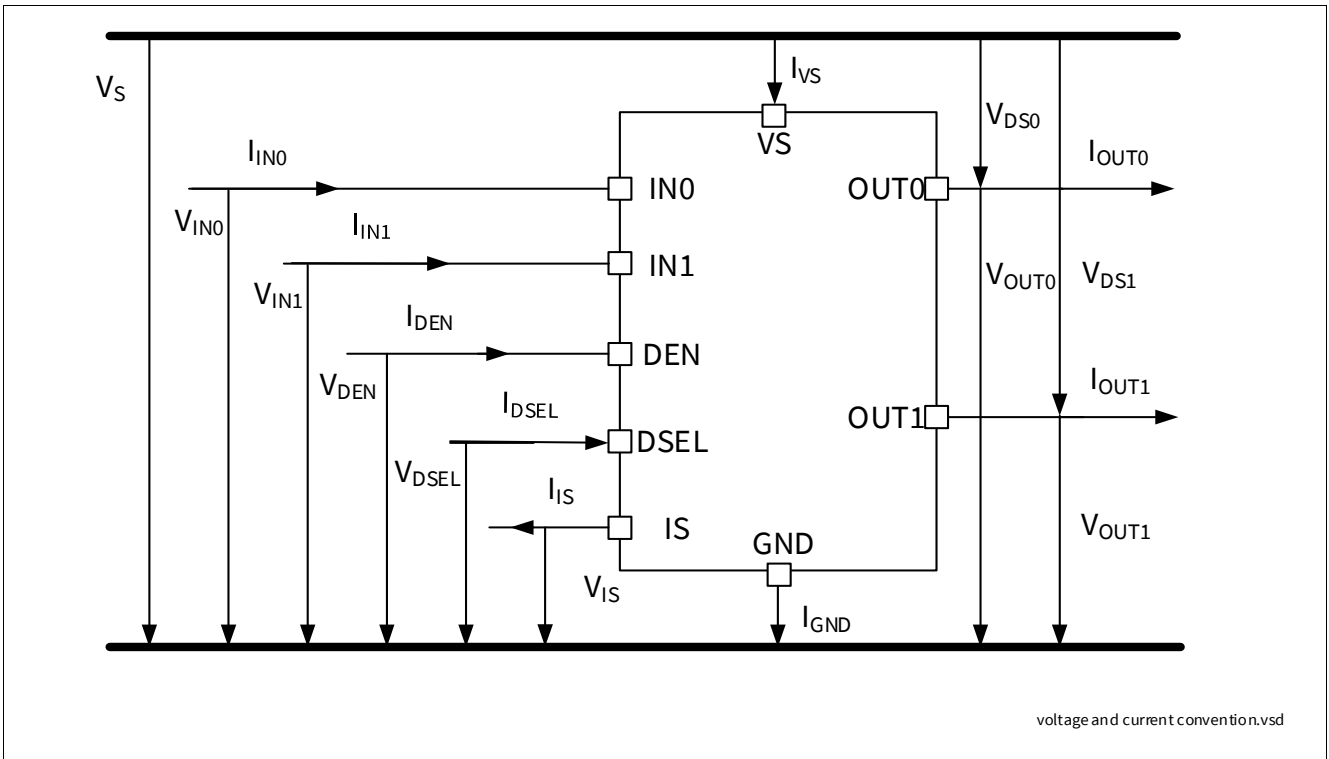 I_VS
V_S
V_DS0
VS
I_IN0
I_OUT0
IN0
OUT0
V_IN0
I_IN1
IN1
V_OUT0
V_DS1
V_IN1
I_DEN
DEN
V_DEN
I_OUT1
I_DSEL
OUT1
DSEL
V_DSEL
I_IS
IS
V_OUT1
GND
V_IS
I_GND
voltage and current convention.vsd